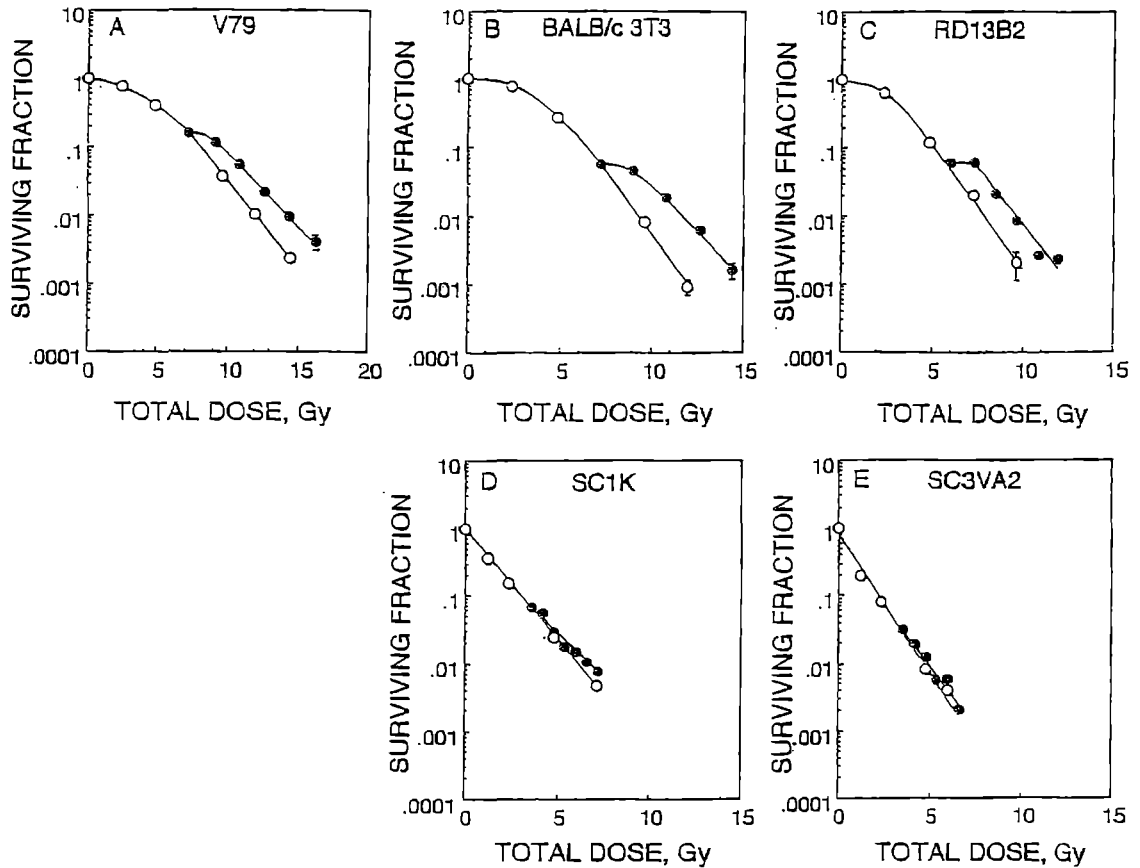 A V79
B BALB/c 3T3
C RD13B2
10
1
.1
.01
.001
.0001
SURVIVING FRACTION
0 5 10 15 20
TOTAL DOSE, Gy
10
1
.1
.01
.001
.0001
SURVIVING FRACTION
0 5 10 15
TOTAL DOSE, Gy
10
1
.1
.01
.001
.0001
SURVIVING FRACTION
0 5 10 15
TOTAL DOSE, Gy
D SC1K
E SC3VA2
10
1
.1
.01
.001
.0001
SURVIVING FRACTION
0 5 10 15
TOTAL DOSE, Gy
10
1
.1
.01
.001
.0001
SURVIVING FRACTION
0 5 10 15
TOTAL DOSE, Gy